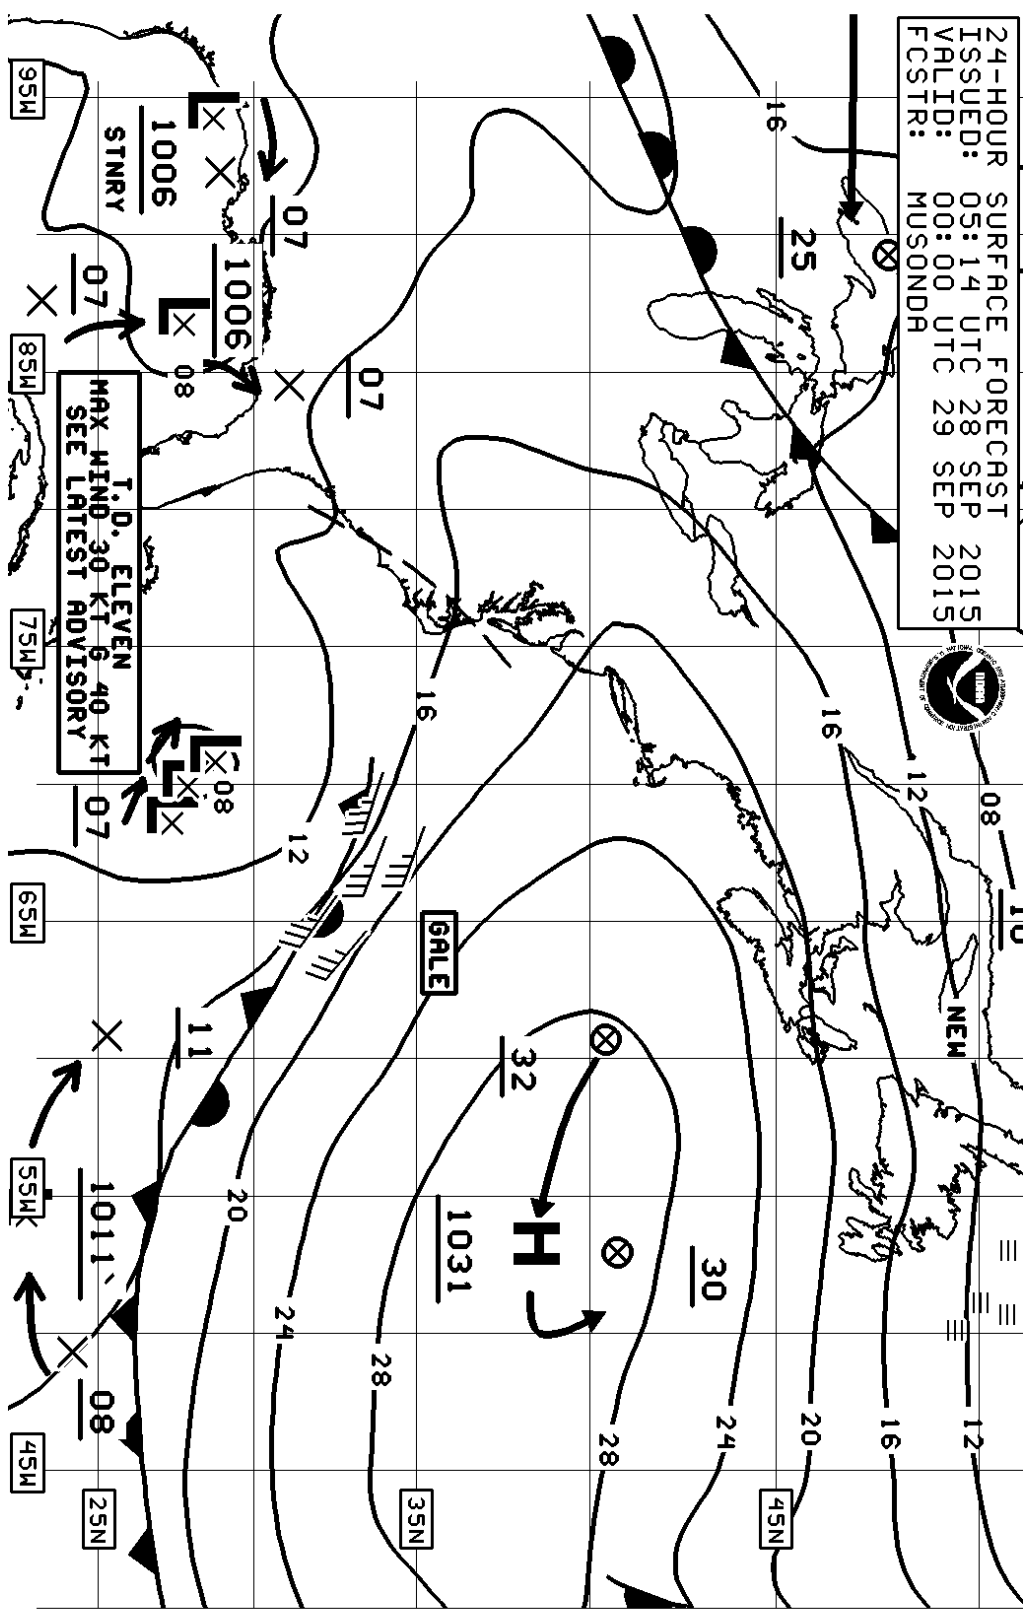 24-HOUR SURFACE FORECAST
ISSUED: 05:14 UTC 28 SEP 2015
VALID: 00:00 UTC 29 SEP 2015
FCSTR: MUSONDA
16
25
08
10
NEW
12
16
30
12
16
20
24
45N
32
H
1031
28
GALE
16
28
35N
07
07
12
24
20
1006
08
08
11
1006
STNRY
07
T.D. ELEVEN
MAX WIND 30 KT G 40 KT
SEE LATEST ADVISORY
07
1011
08
25N
95W
85W
75W
65W
55W
45W
NOAA